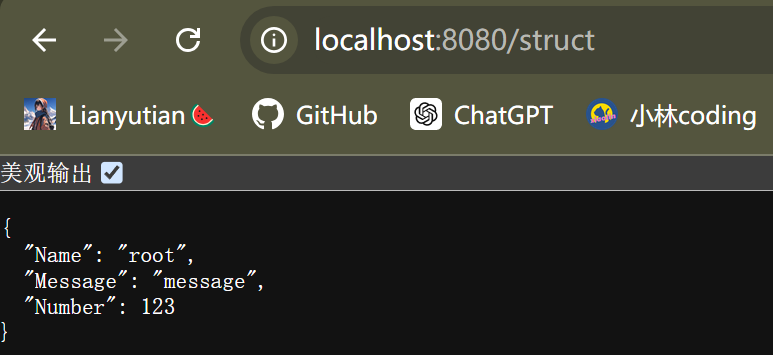 localhost:8080/struct
Lianyutian🍉 GitHub ChatGPT 小林coding
美观输出
{
  "Name": "root",
  "Message": "message",
  "Number": 123
}